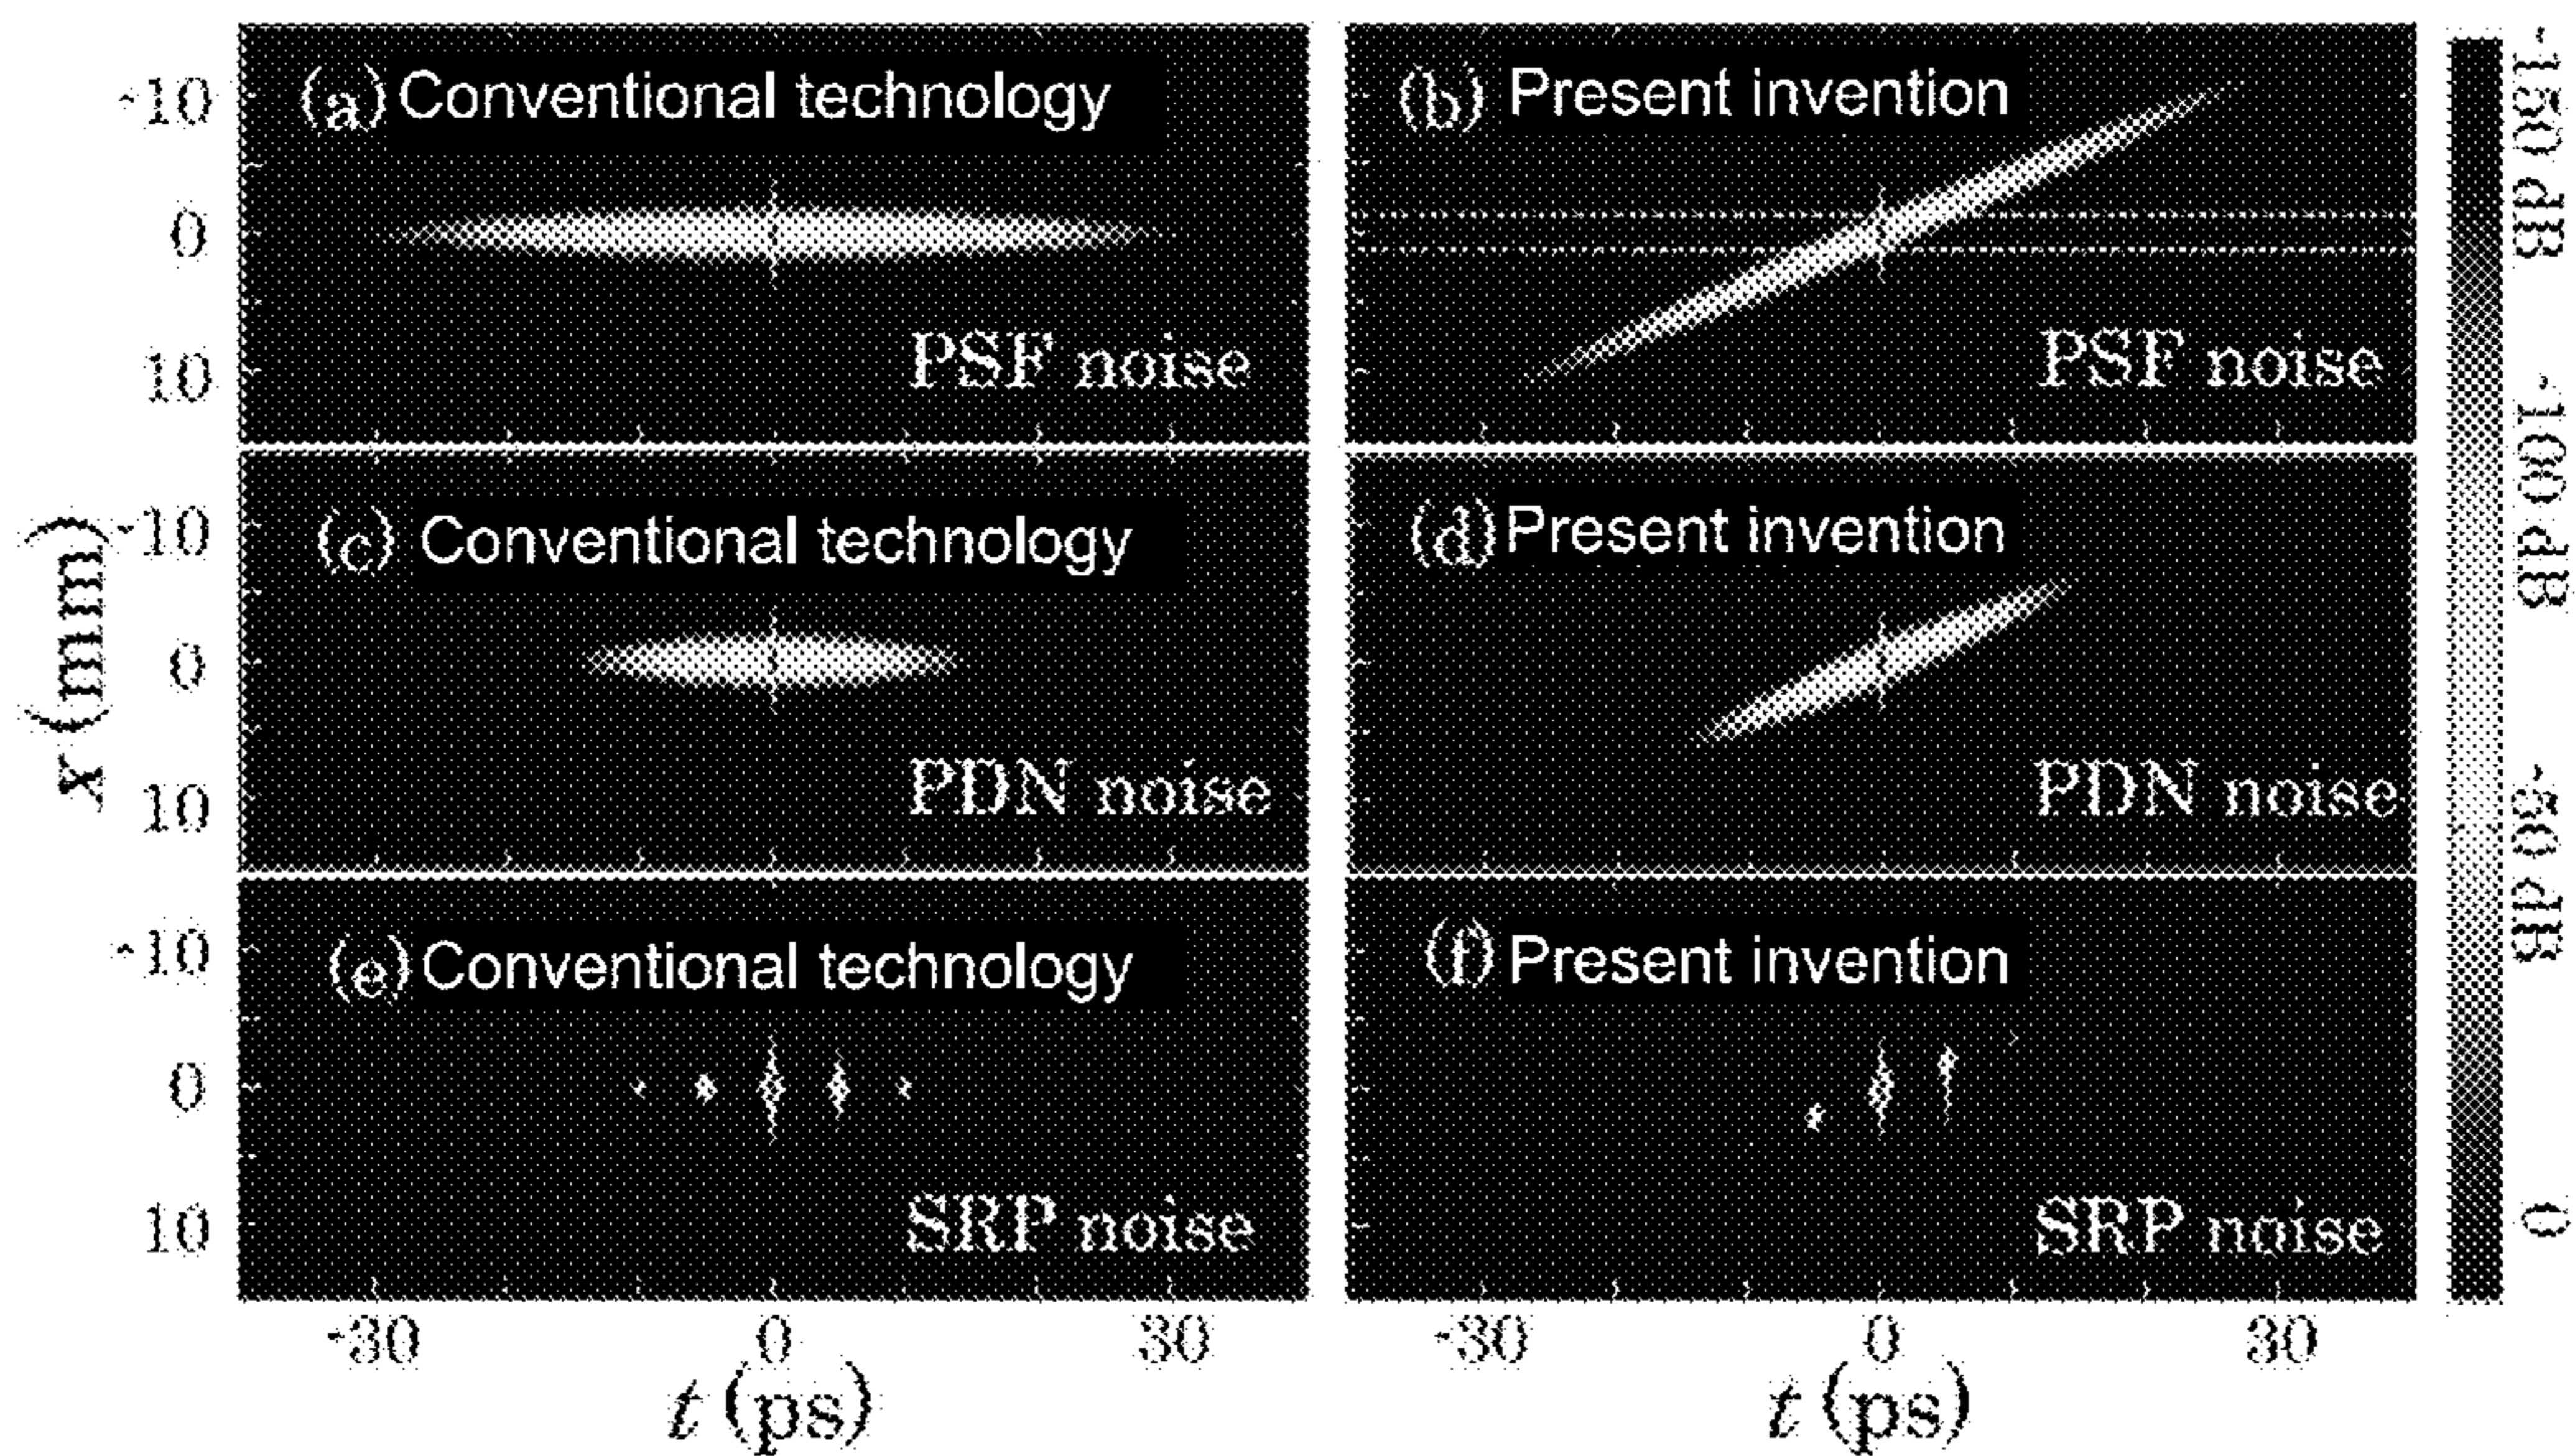 (a) Conventional technology
-10
0
10
PSF noise
(b) Present invention
PSF noise
(c) Conventional technology
-10
0
10
PDN noise
(d) Present invention
PDN noise
(e) Conventional technology
-10
0
10
SRP noise
(f) Present invention
SRP noise
x (mm)
-30 0 30
t (ps)
-30 0 30
t (ps)
-150 dB
-100 dB
-50 dB
0